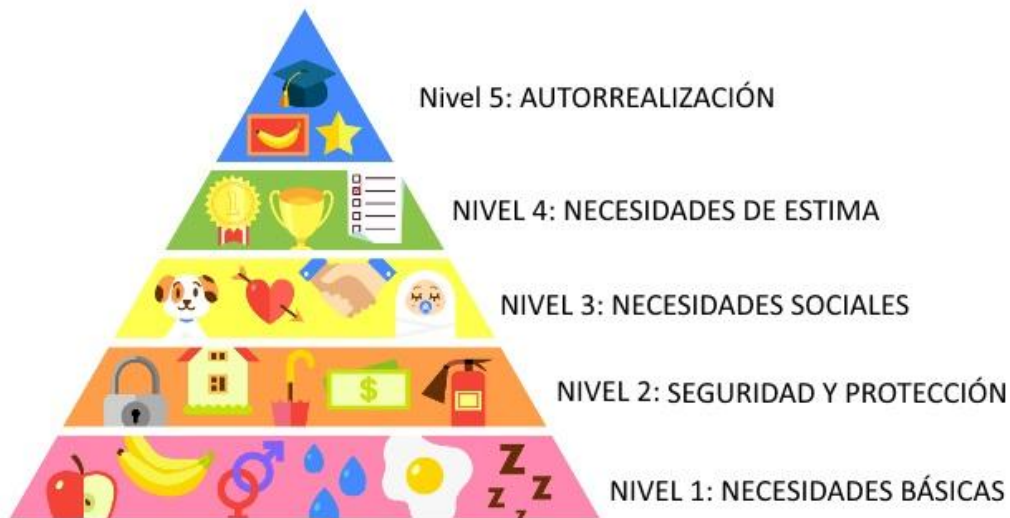 Nivel 5: AUTORREALIZACIÓN
1
NIVEL 4: NECESIDADES DE ESTIMA
NIVEL 3: NECESIDADES SOCIALES
$
NIVEL 2: SEGURIDAD Y PROTECCIÓN
Z
Z Z
Z
NIVEL 1: NECESIDADES BÁSICAS